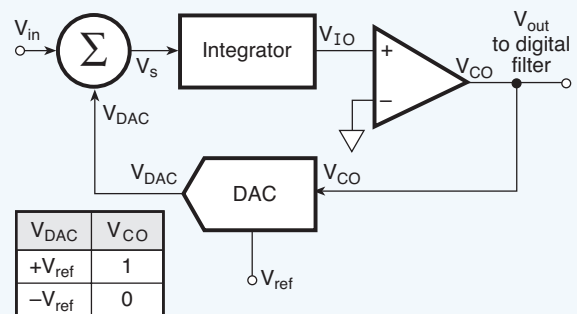 V_in
Σ
V_s
Integrator
V_IO
+
−
V_CO
V_out
to digital
filter
V_DAC
V_DAC
DAC
V_CO
V_ref
V_DAC V_CO
+V_ref 1
−V_ref 0